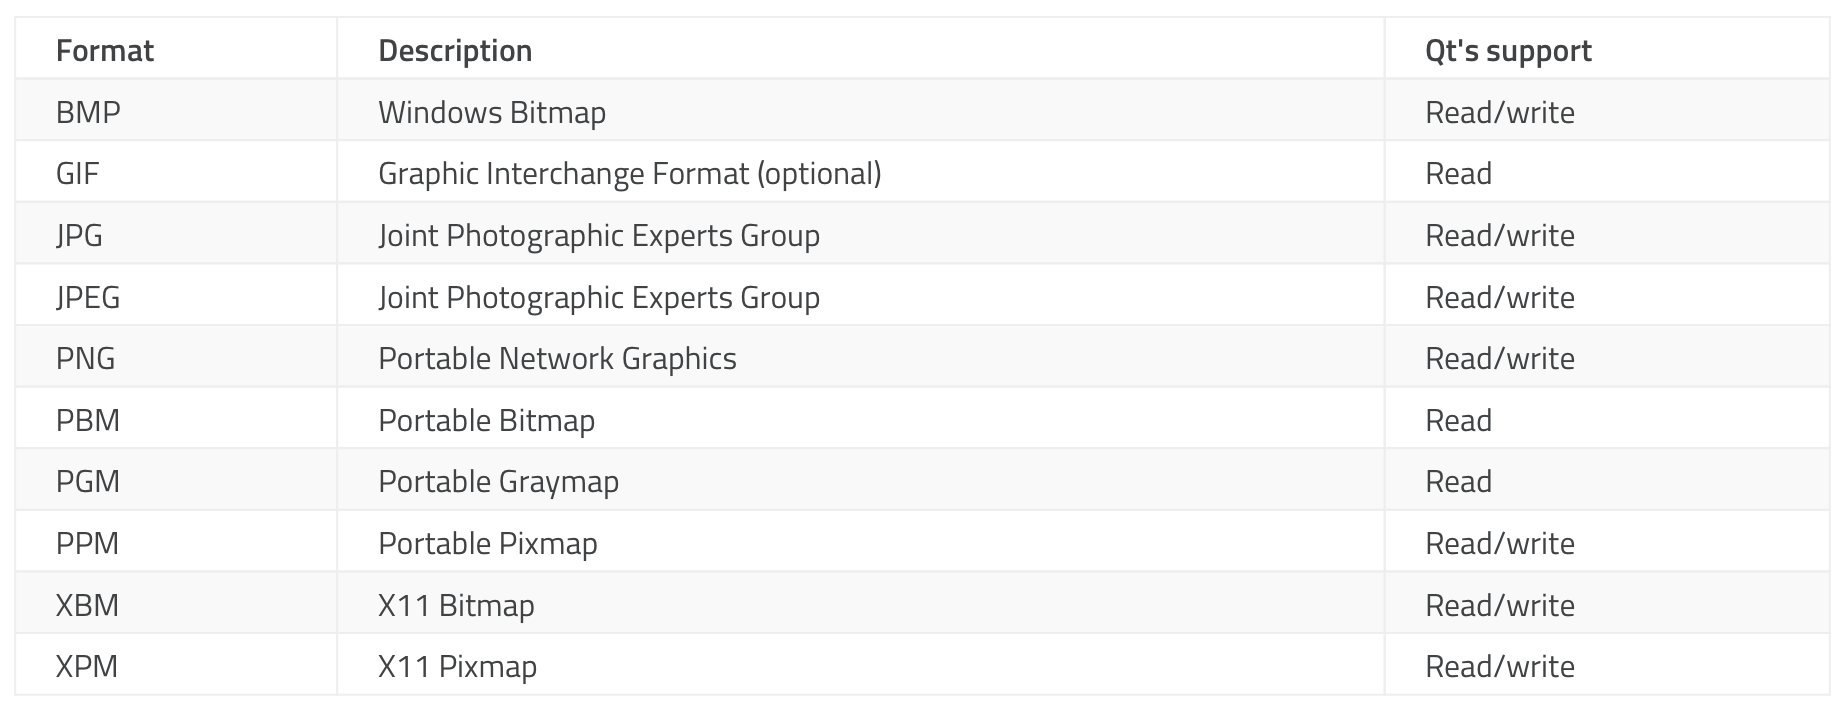 Format Description Qt's support
BMP Windows Bitmap Read/write
GIF Graphic Interchange Format (optional) Read
JPG Joint Photographic Experts Group Read/write
JPEG Joint Photographic Experts Group Read/write
PNG Portable Network Graphics Read/write
PBM Portable Bitmap Read
PGM Portable Graymap Read
PPM Portable Pixmap Read/write
XBM X11 Bitmap Read/write
XPM X11 Pixmap Read/write